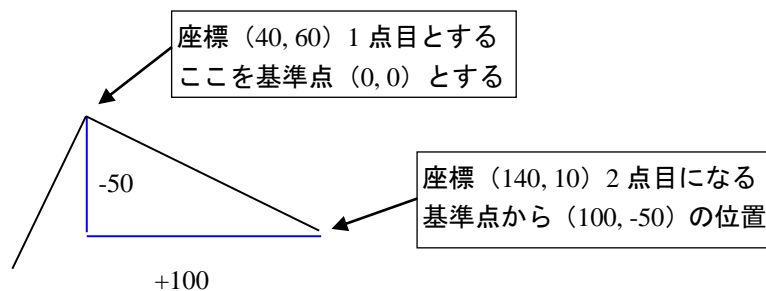 座標（40, 60）1 点目とする
ここを基準点（0, 0）とする
-50
座標（140, 10）2 点目になる
基準点から（100, -50）の位置
+100